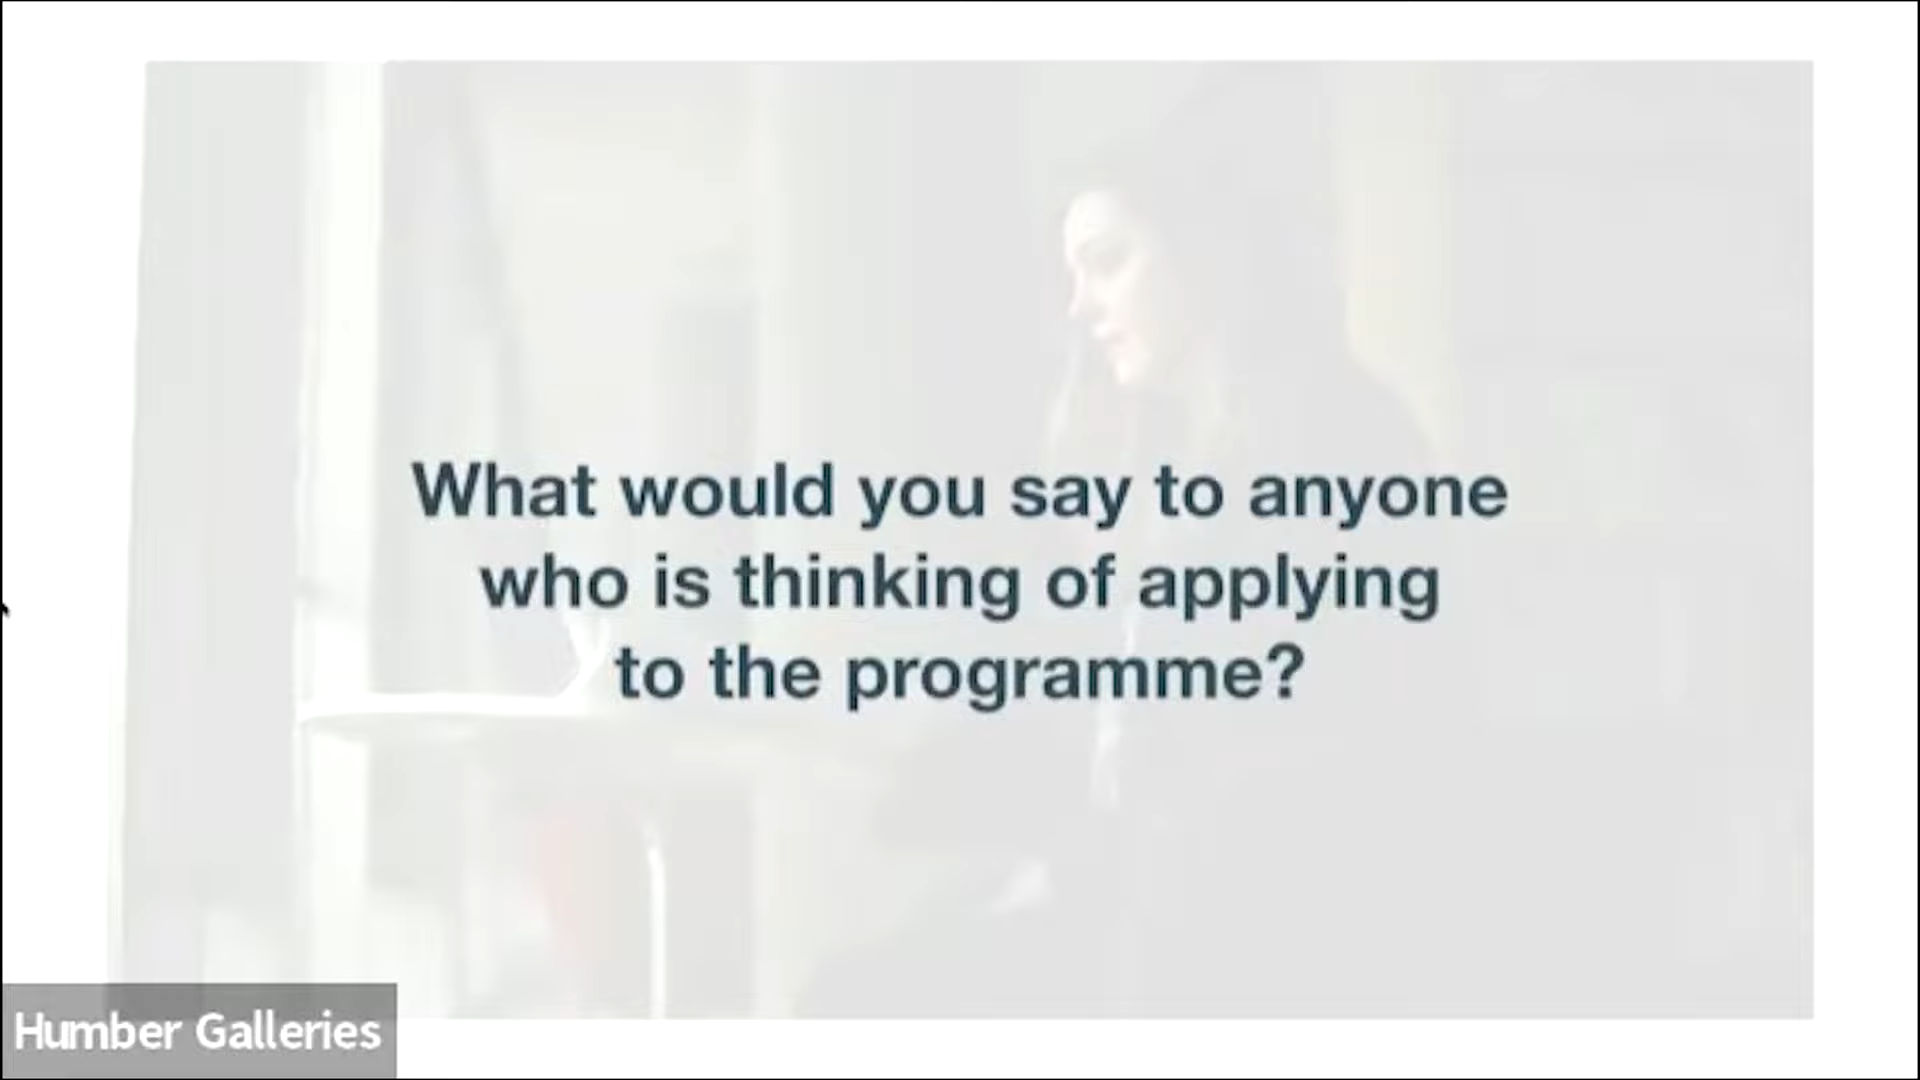 What would you say to anyone
who is thinking of applying
to the programme?
Humber Galleries